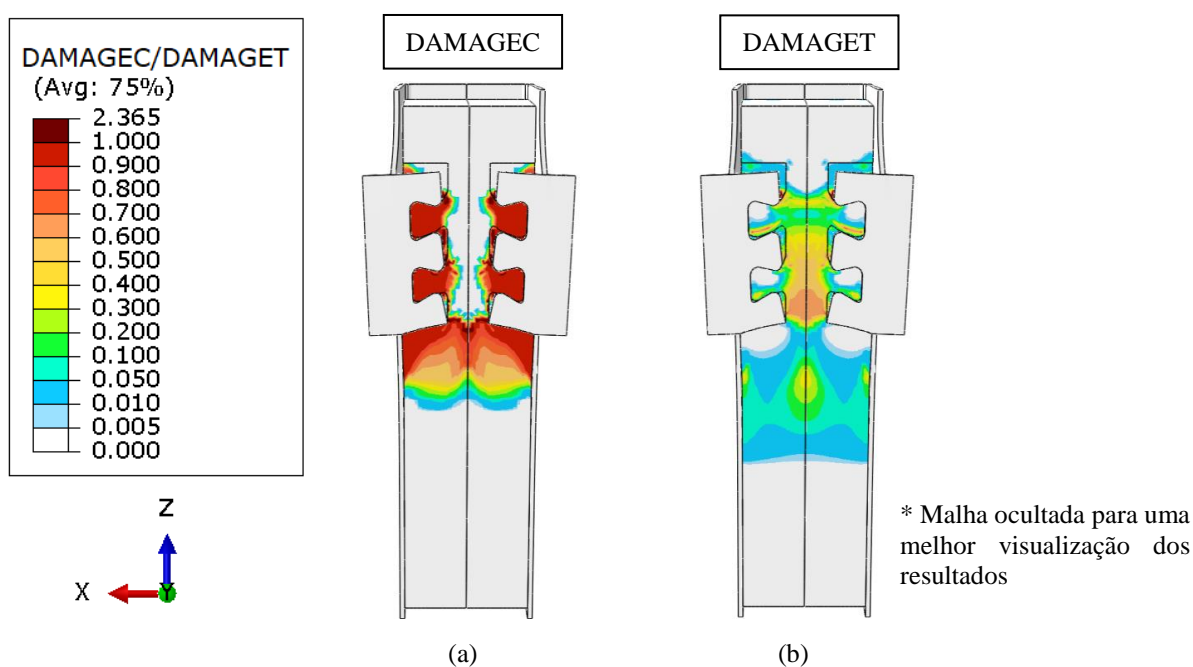 DAMAGEC
DAMAGET
DAMAGEC/DAMAGET
(Avg: 75%)
2.365
1.000
0.900
0.800
0.700
0.600
0.500
0.400
0.300
0.200
0.100
0.050
0.010
0.005
0.000
Z
X
Y
* Malha ocultada para uma
melhor visualização dos
resultados
(a)
(b)